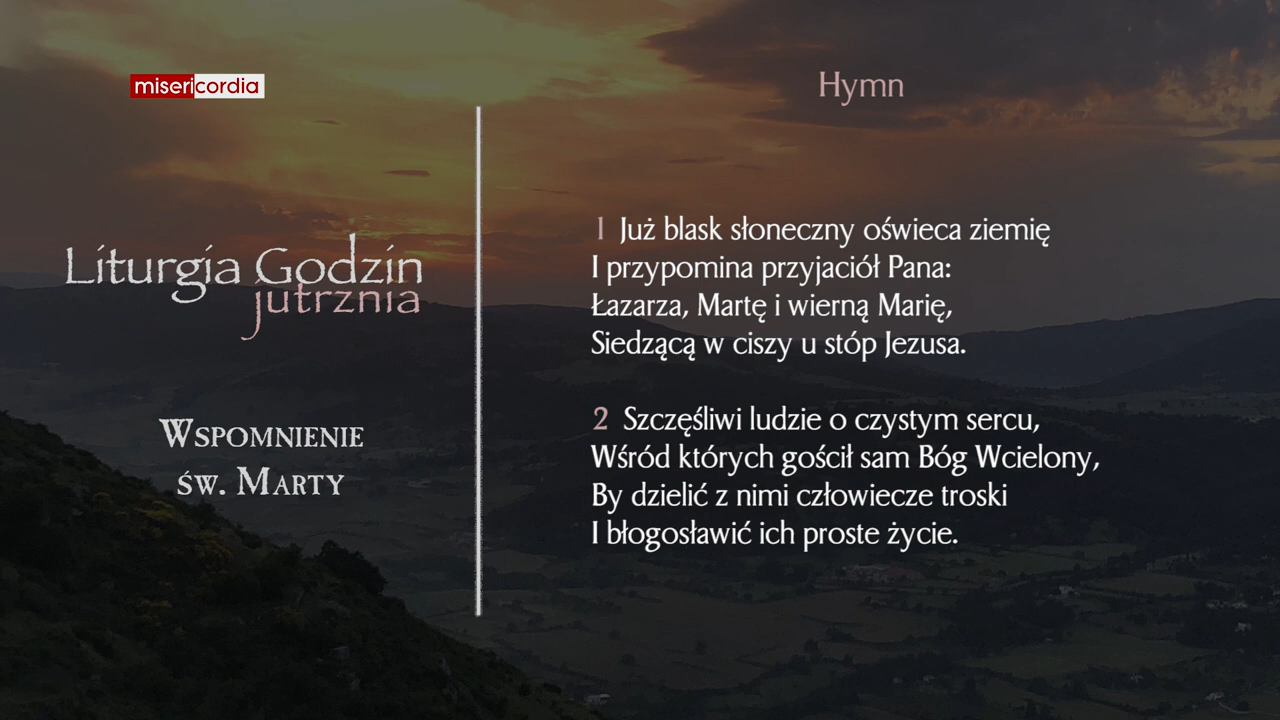 misericordia
Liturgia Godzin
jutrznia
Wspomnienie
św. Marty
Hymn
1 Już blask słoneczny oświeca ziemię
I przypomina przyjaciół Pana:
Łazarza, Martę i wierną Marię,
Siedzącą w ciszy u stóp Jezusa.
2 Szczęśliwi ludzie o czystym sercu,
Wśród których gościł sam Bóg Wcielony,
By dzielić z nimi człowiecze troski
I błogosławić ich proste życie.